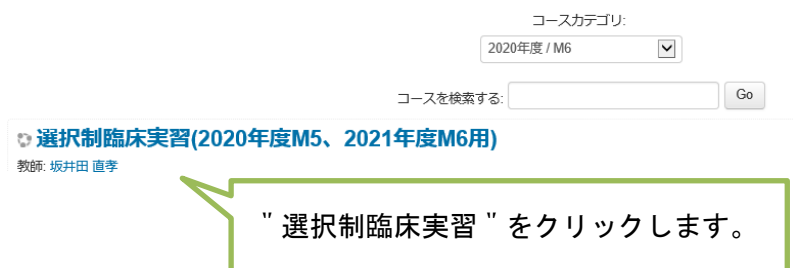 コースカテゴリ:
2020年度 / M6
コースを検索する:
Go
選択制臨床実習(2020年度M5、2021年度M6用)
教師: 坂井田 直孝
"選択制臨床実習"をクリックします。